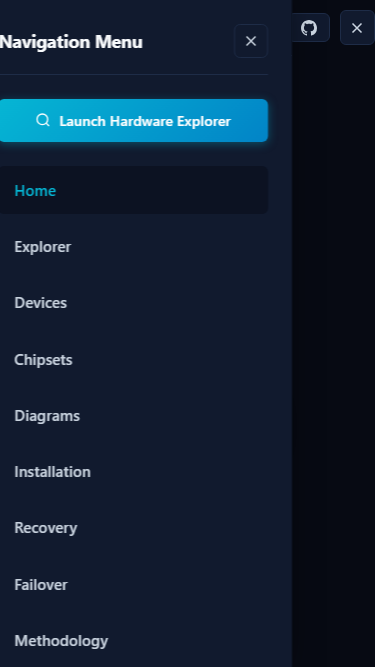 Navigation Menu
Launch Hardware Explorer
Home
Explorer
Devices
Chipsets
Diagrams
Installation
Recovery
Failover
Methodology